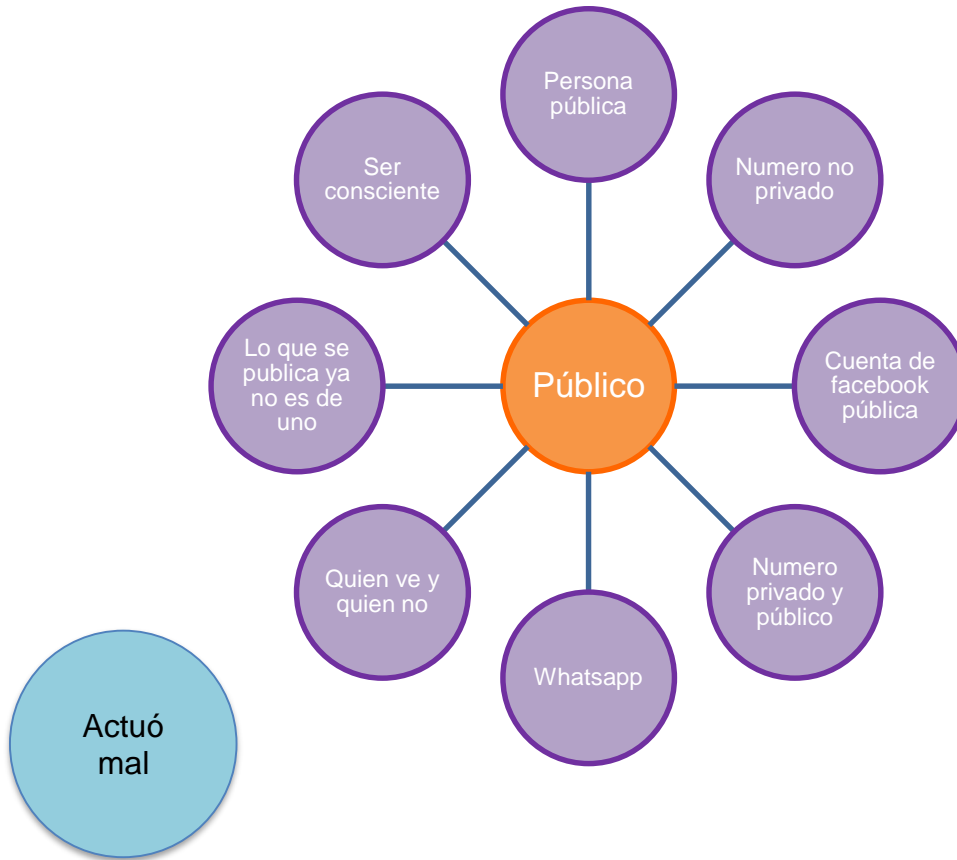 Persona
pública
Ser
consciente
Numero no
privado
Lo que se
publica ya
no es de
uno
Público
Cuenta de
facebook
pública
Quien ve y
quien no
Numero
privado y
público
Whatsapp
Actuó
mal